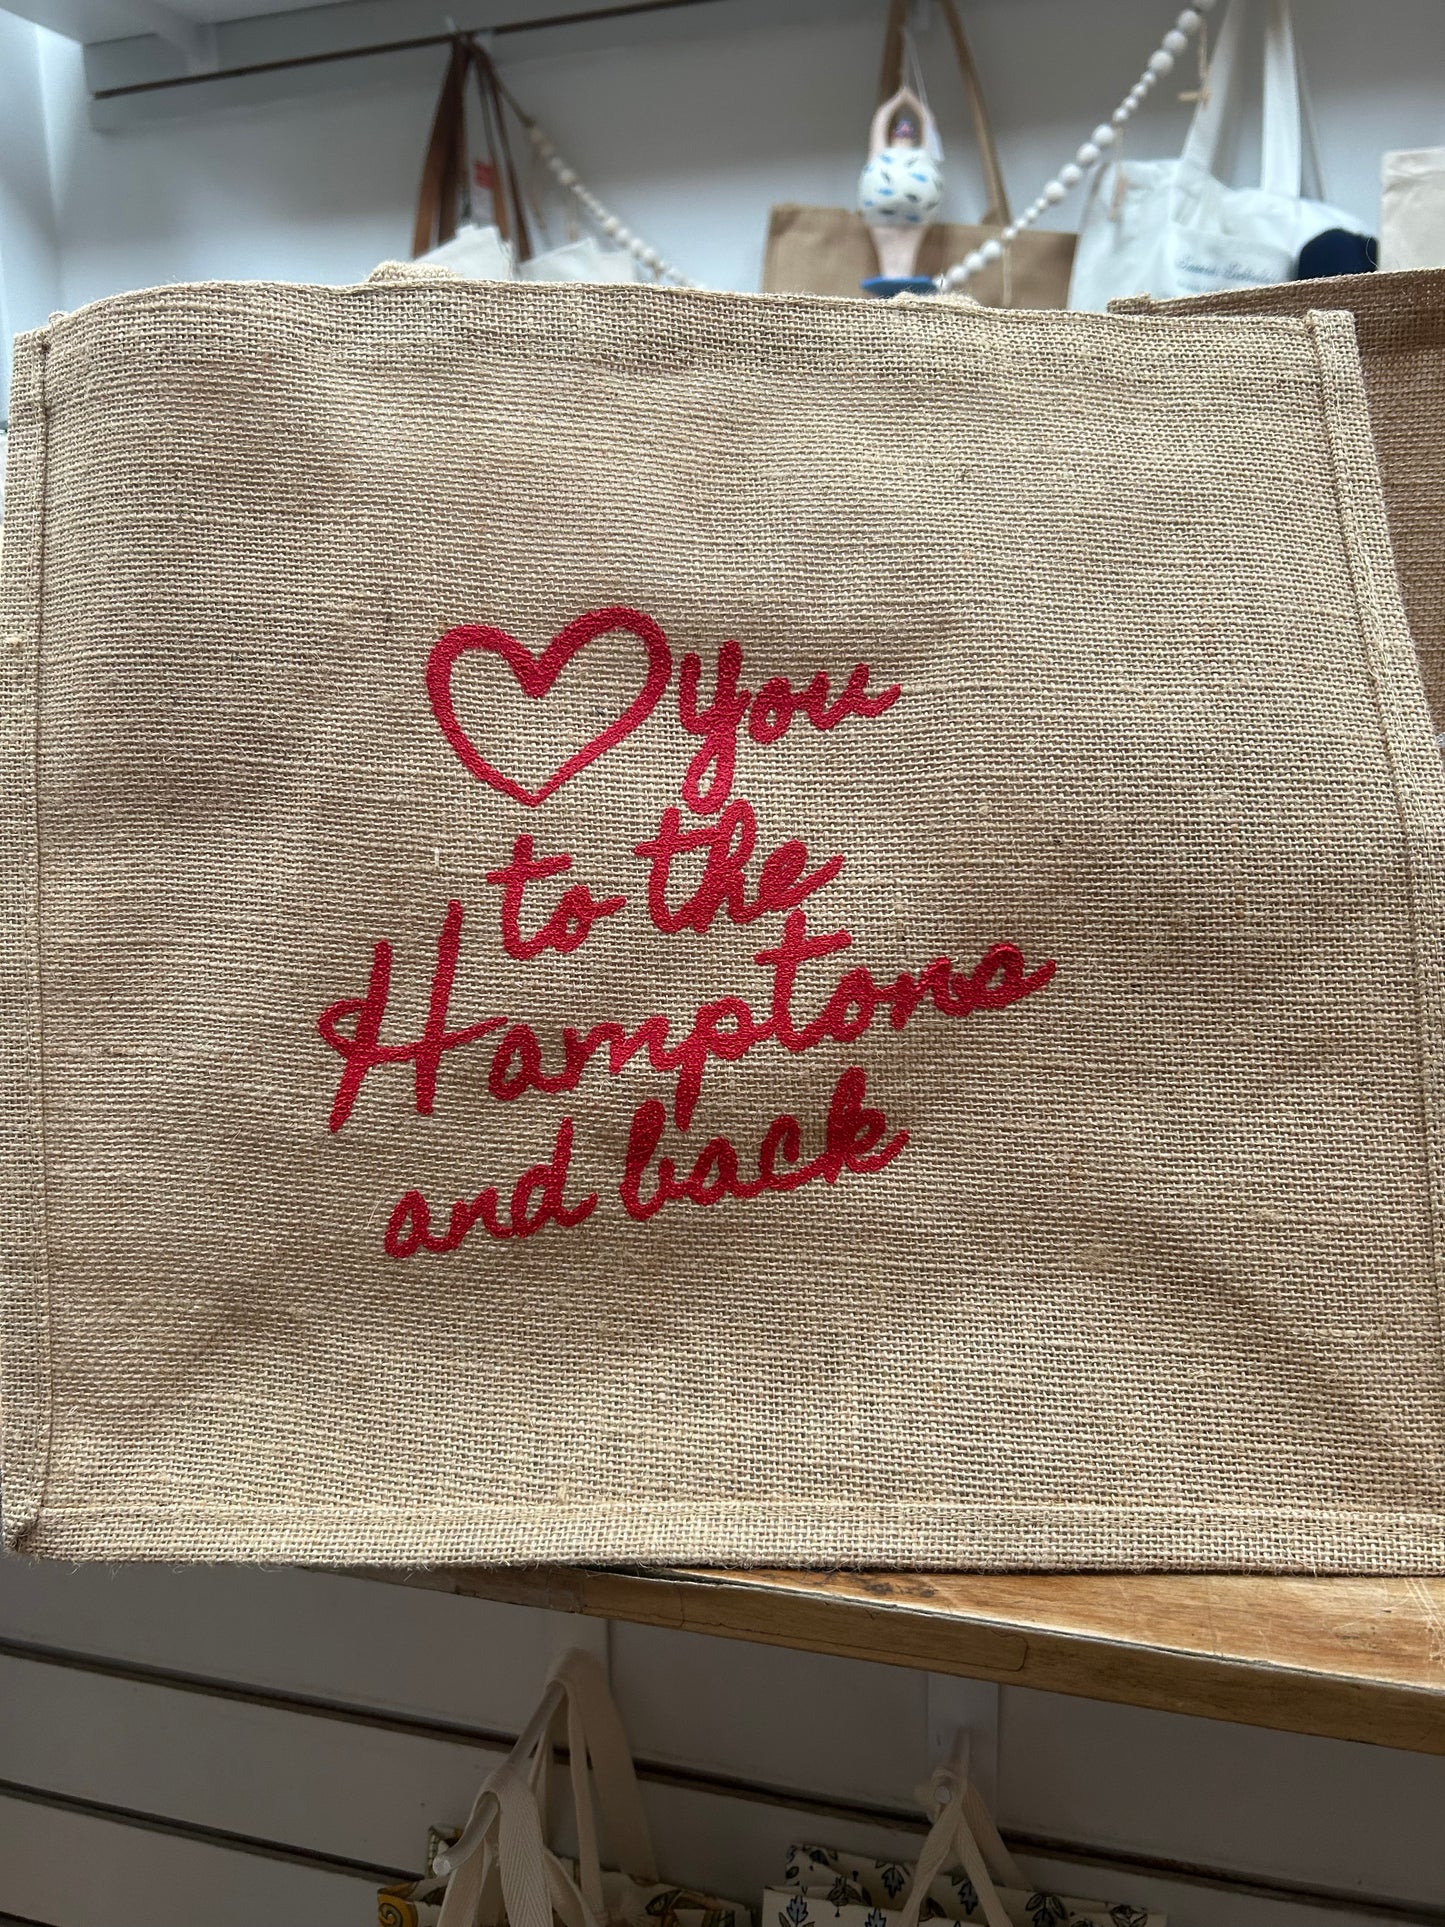 you
to the
Hamptons
and back